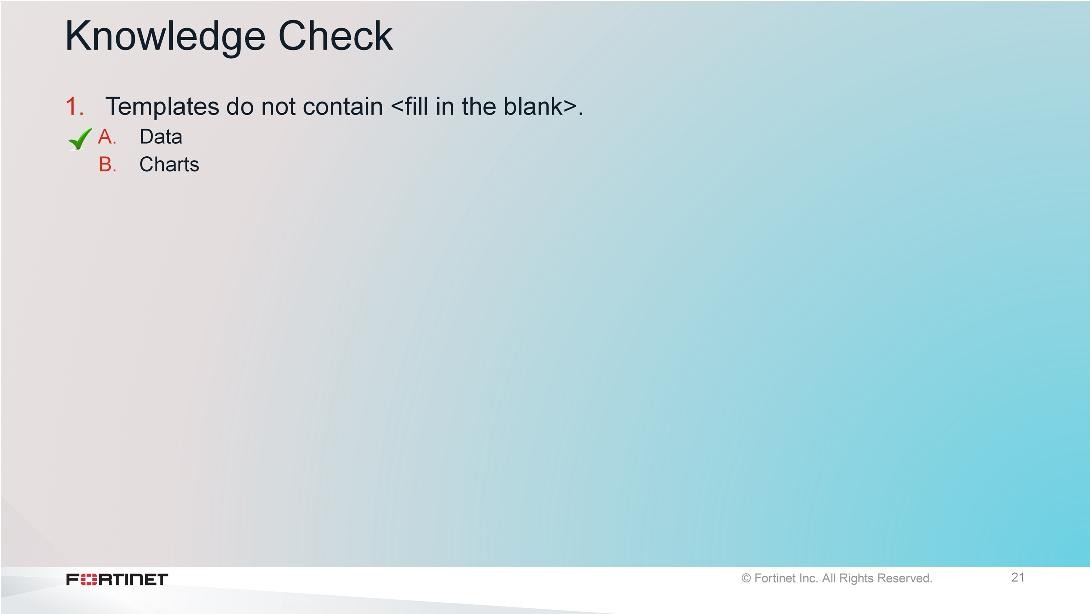 Knowledge Check
1. Templates do not contain <fill in the blank>.
A. Data
B. Charts
FORTINET
© Fortinet Inc. All Rights Reserved.
21